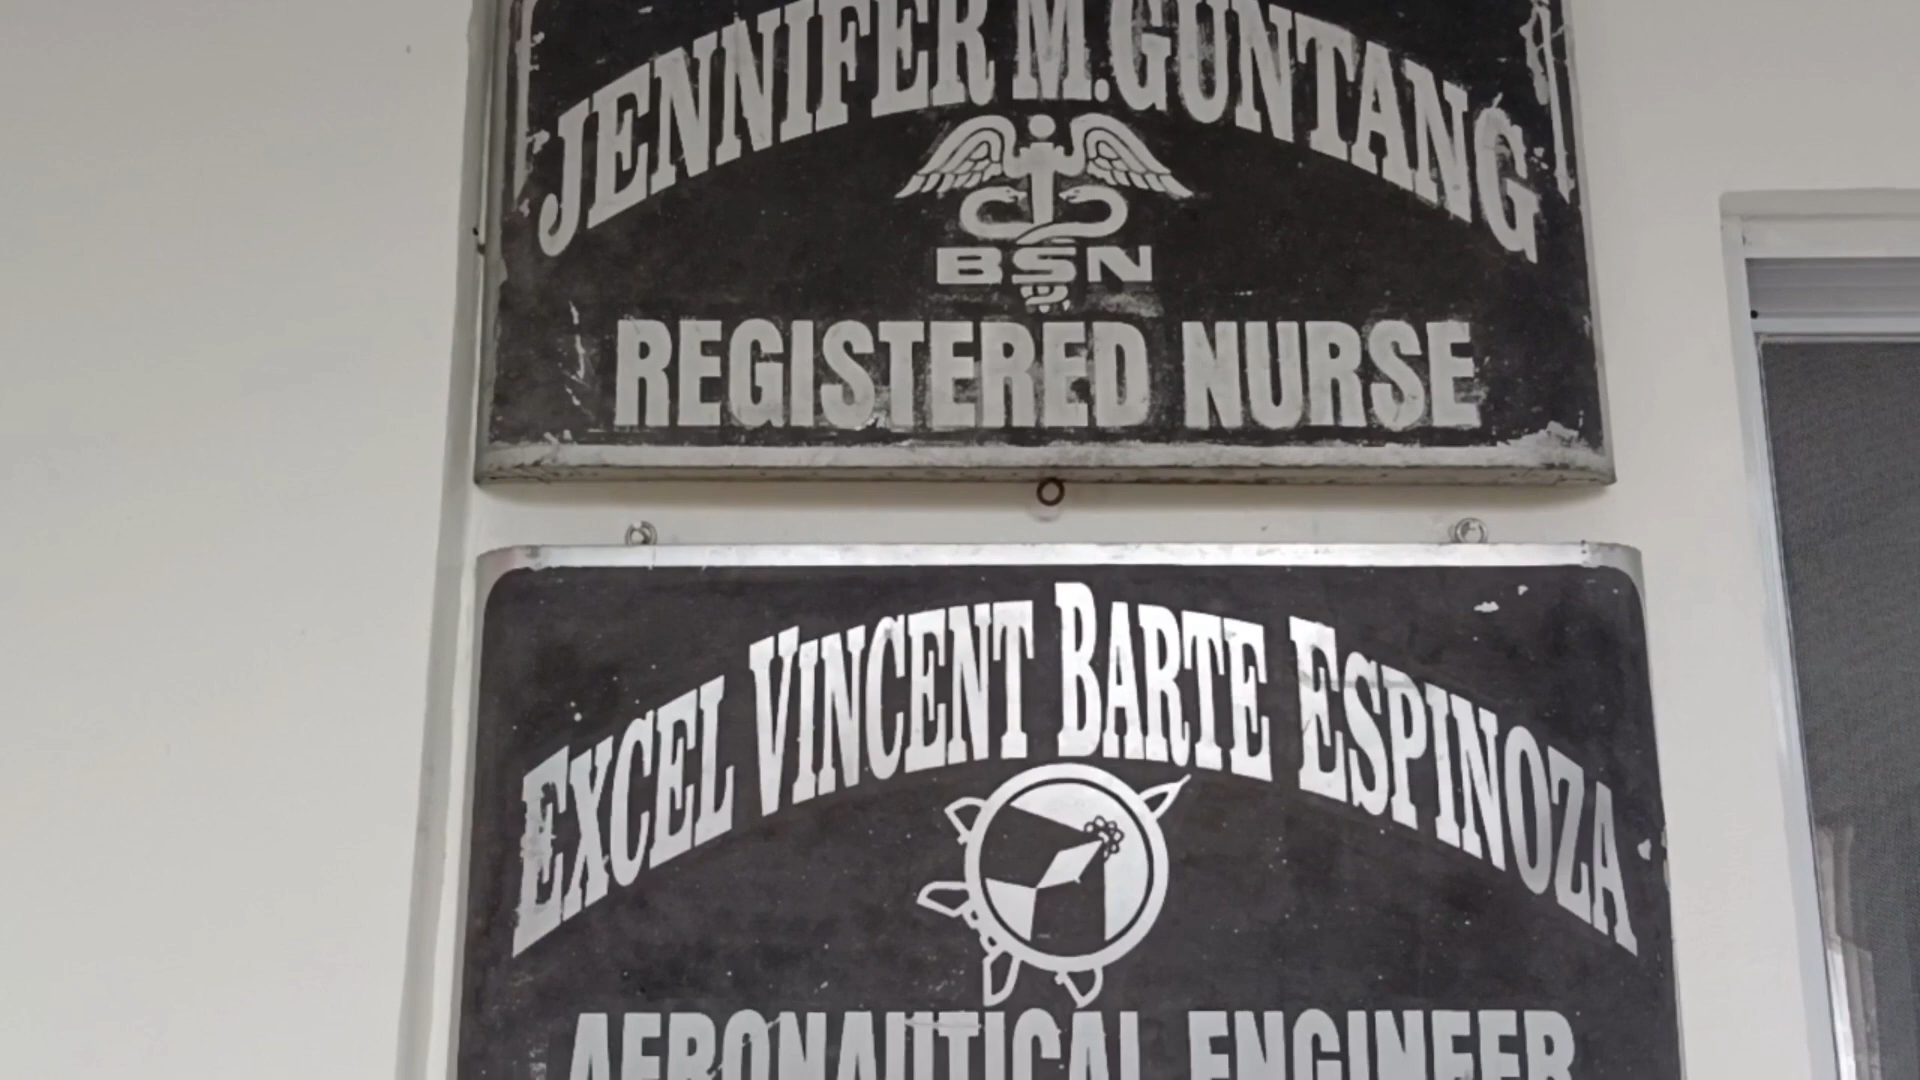 JENNIFER M. GUNTANG
BSN
REGISTERED NURSE
EXCEL VINCENT BARTE ESPINOZA
AERONAUTICAL ENGINEER